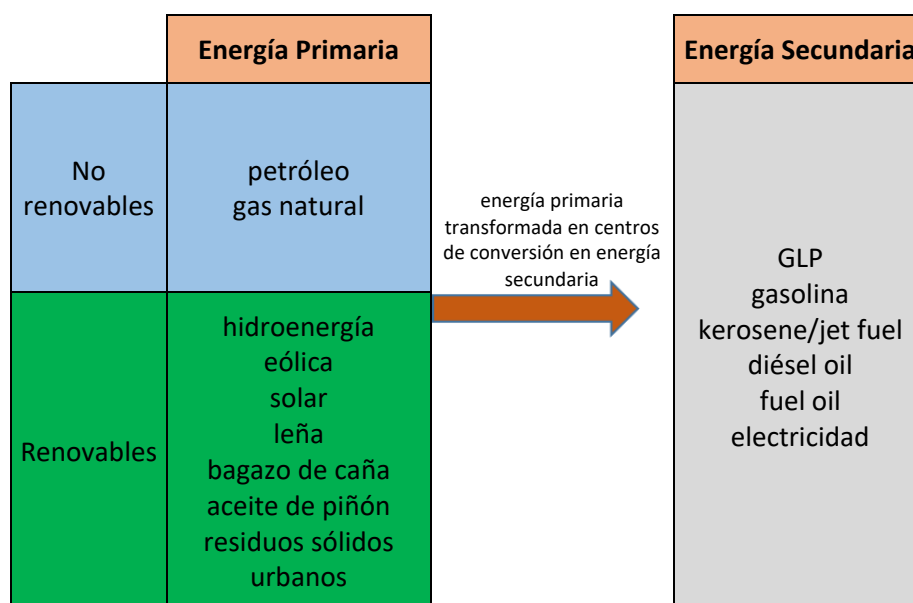 Energía Primaria
Energía Secundaria
No
renovables
petróleo
gas natural
energía primaria
transformada en centros
de conversión en energía
secundaria
GLP
gasolina
kerosene/jet fuel
diésel oil
fuel oil
electricidad
Renovables
hidroenergía
eólica
solar
leña
bagazo de caña
aceite de piñón
residuos sólidos
urbanos